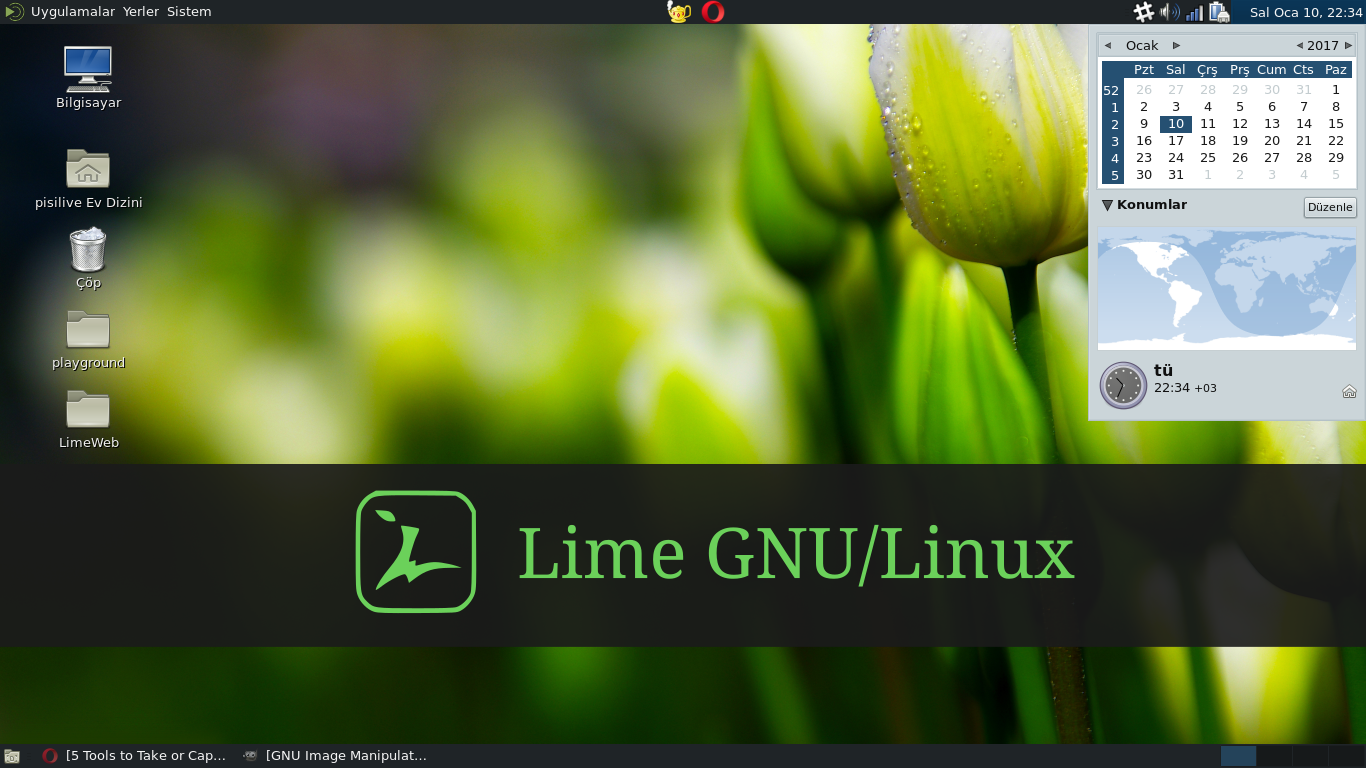 Uygulamalar Yerler Sistem
Sal Oca 10, 22:34
Bilgisayar
pisilive Ev Dizini
Çöp
playground
LimeWeb
Ocak 2017
Pzt Sal Çrş Prş Cum Cts Paz
52 26 27 28 29 30 31 1
1 2 3 4 5 6 7 8
2 9 10 11 12 13 14 15
3 16 17 18 19 20 21 22
4 23 24 25 26 27 28 29
5 30 31 1 2 3 4 5
Konumlar Düzenle
tü
22:34 +03
Lime GNU/Linux
[5 Tools to Take or Cap... [GNU Image Manipulat...